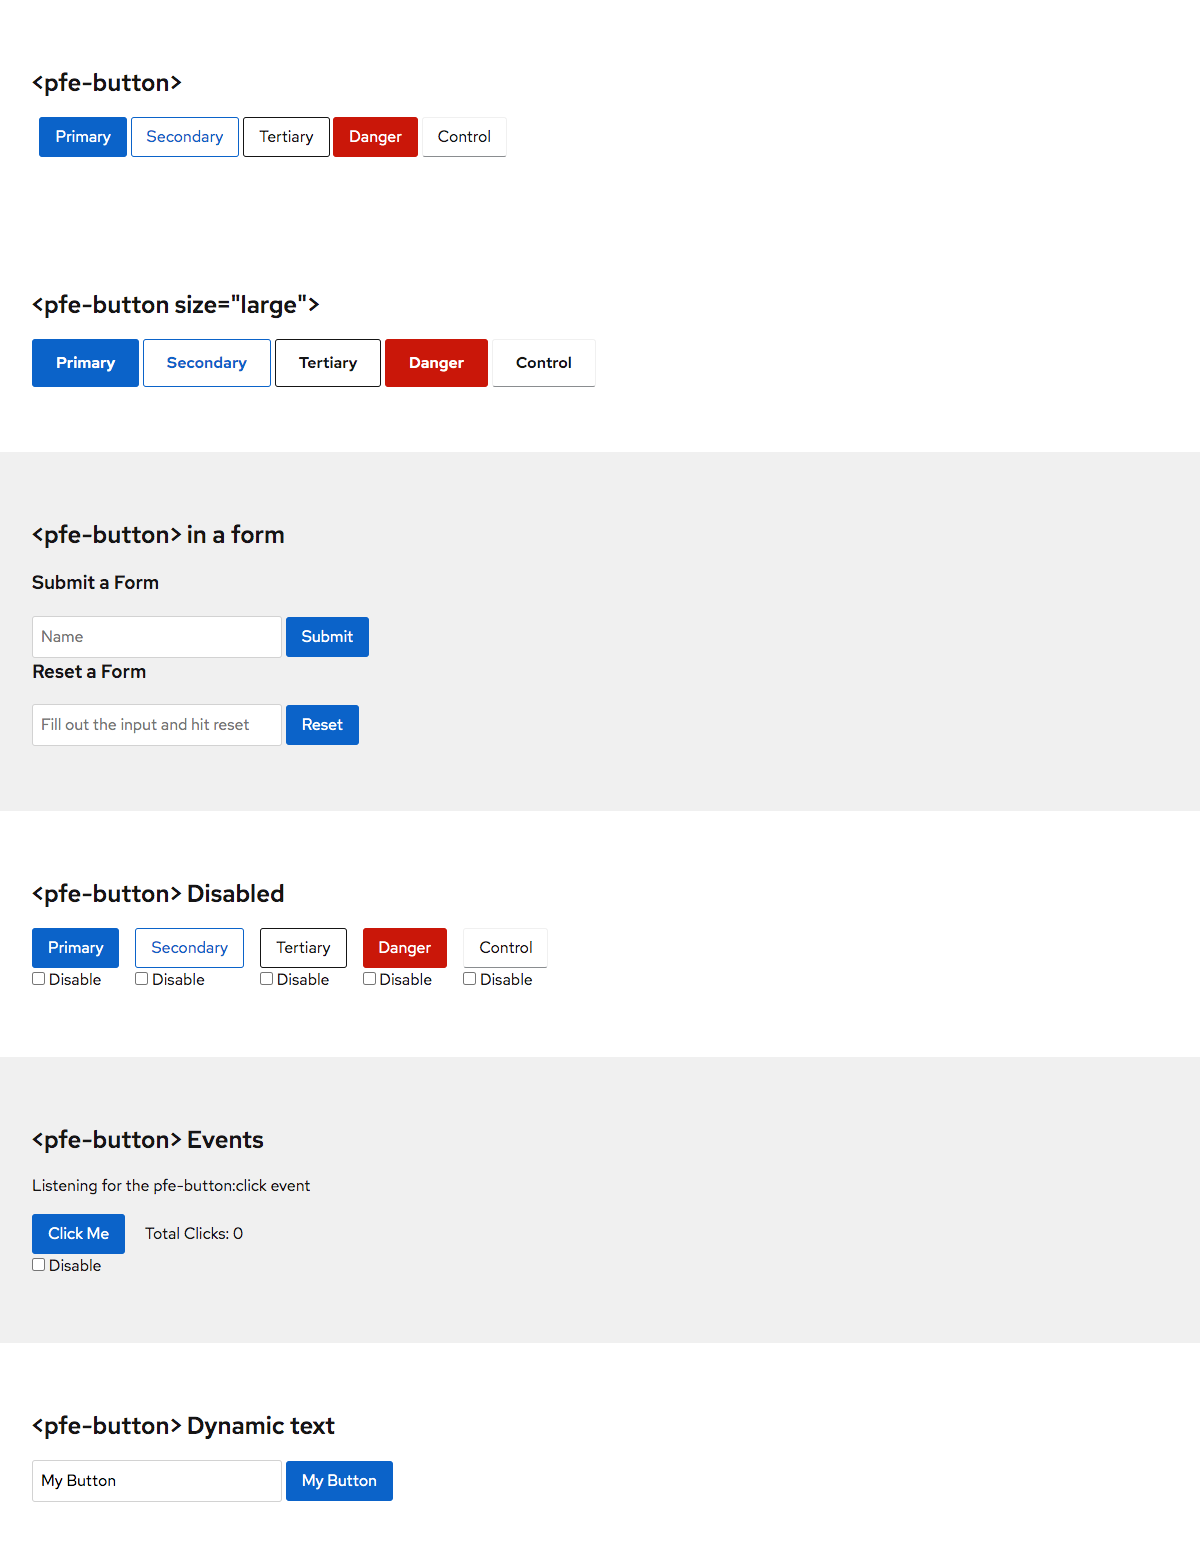 <pfe-button>
Primary Secondary Tertiary Danger Control
<pfe-button size="large">
Primary Secondary Tertiary Danger Control
<pfe-button> in a form
Submit a Form
Name Submit
Reset a Form
Fill out the input and hit reset Reset
<pfe-button> Disabled
Primary Secondary Tertiary Danger Control
Disable Disable Disable Disable Disable
<pfe-button> Events
Listening for the pfe-button:click event
Click Me Total Clicks: 0
Disable
<pfe-button> Dynamic text
My Button My Button